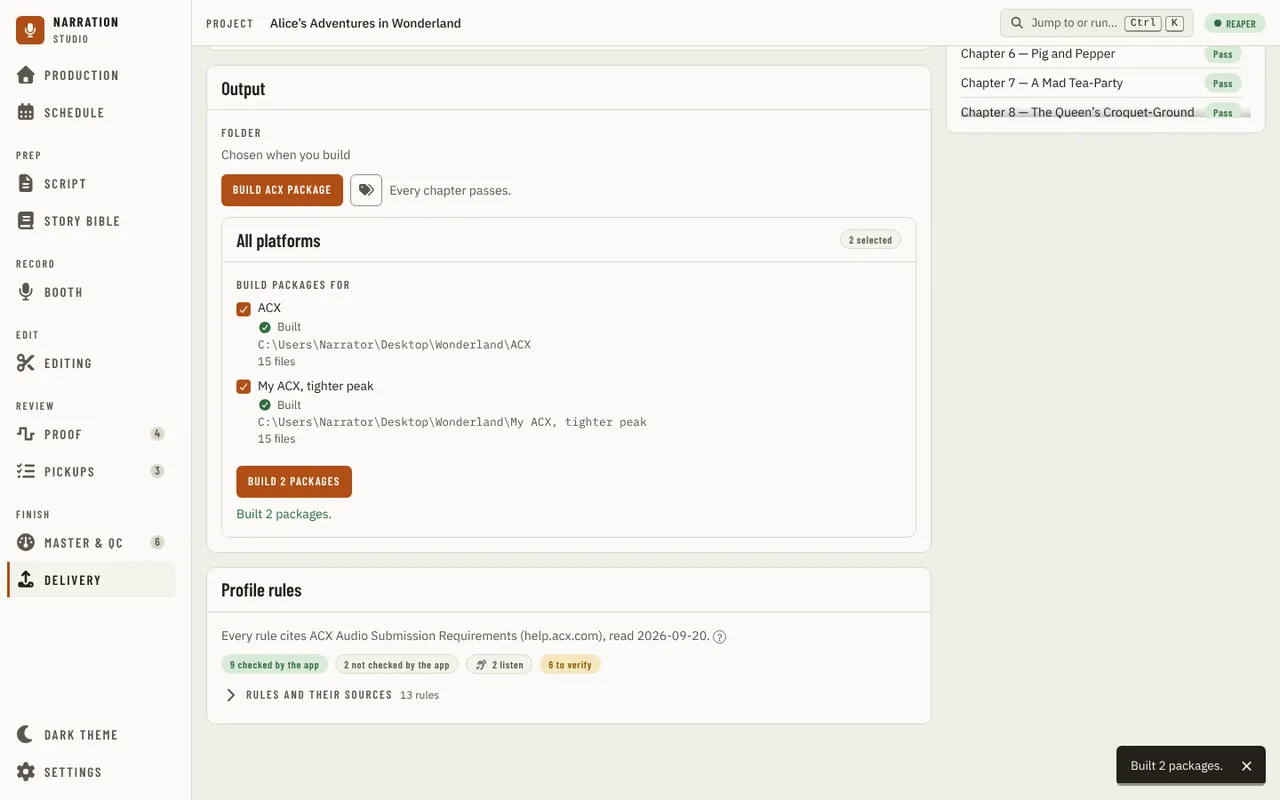 NARRATION
STUDIO
PRODUCTION
SCHEDULE
PREP
SCRIPT
STORY BIBLE
RECORD
BOOTH
EDIT
EDITING
REVIEW
PROOF 4
PICKUPS 3
FINISH
MASTER & QC 6
DELIVERY
DARK THEME
SETTINGS
PROJECT Alice’s Adventures in Wonderland
Jump to or run... Ctrl K
REAPER
Output
FOLDER
Chosen when you build
BUILD ACX PACKAGE Every chapter passes.
All platforms 2 selected
BUILD PACKAGES FOR
ACX
Built
C:\Users\Narrator\Desktop\Wonderland\ACX
15 files
My ACX, tighter peak
Built
C:\Users\Narrator\Desktop\Wonderland\My ACX, tighter peak
15 files
BUILD 2 PACKAGES
Built 2 packages.
Profile rules
Every rule cites ACX Audio Submission Requirements (help.acx.com), read 2026-09-20. ?
9 checked by the app 2 not checked by the app 2 listen 6 to verify
RULES AND THEIR SOURCES 13 rules
Chapter 6 — Pig and Pepper Pass
Chapter 7 — A Mad Tea-Party Pass
Chapter 8 — The Queen’s Croquet-Ground Pass
Built 2 packages.